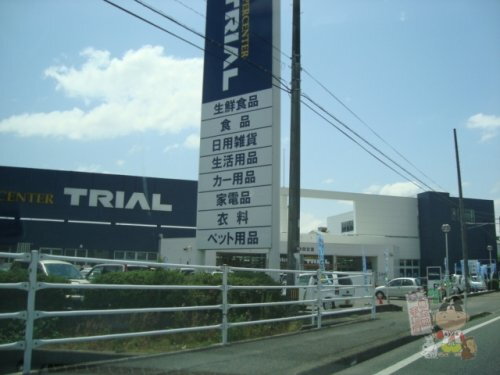 SUPERCENTER
TRIAL
生鮮食品
食品
日用雑貨
生活用品
カー用品
家電品
衣料
ペット用品
CENTER TRIAL